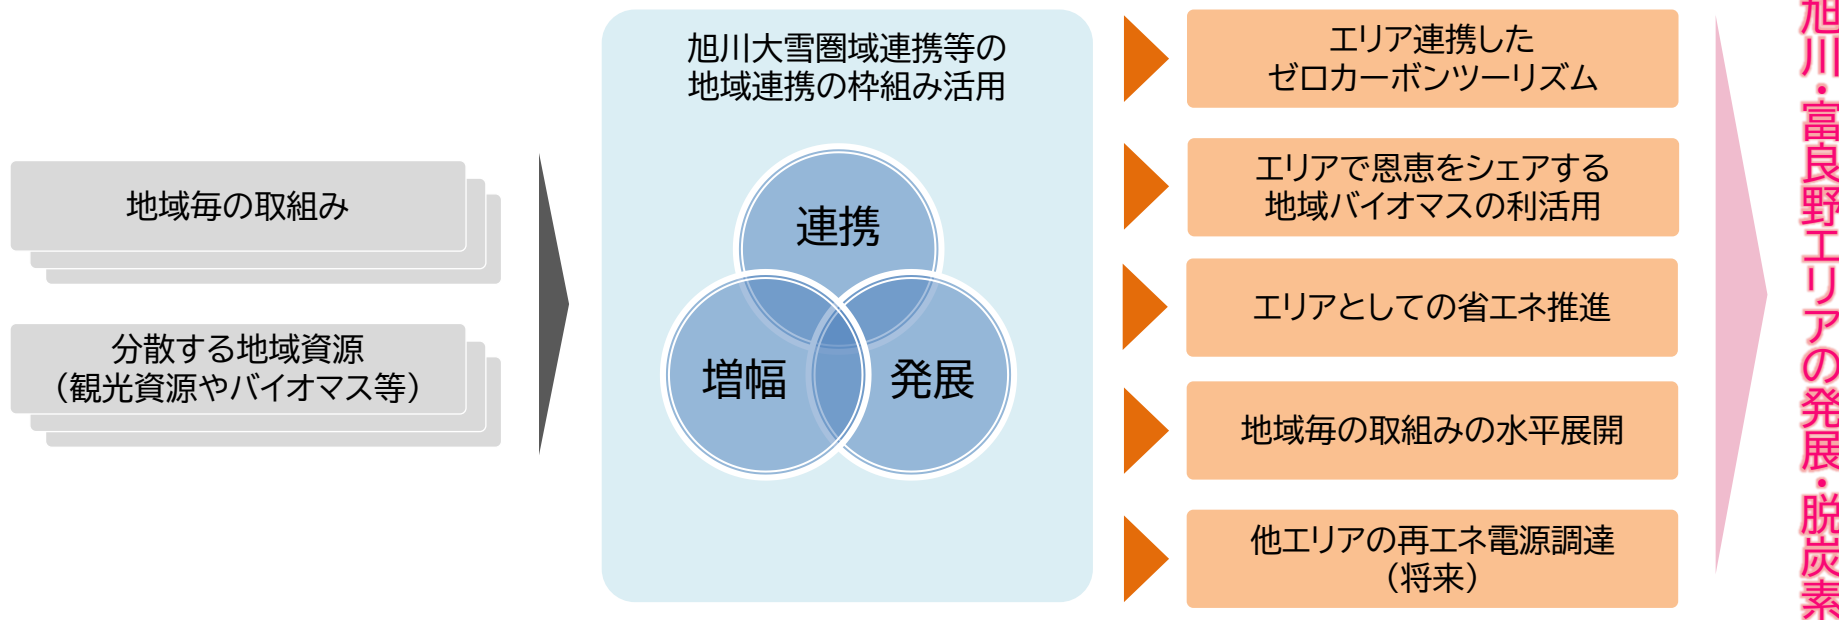 地域毎の取組み
分散する地域資源
（観光資源やバイオマス等）
旭川大雪圏域連携等の
地域連携の枠組み活用
連携
増幅
発展
エリア連携した
ゼロカーボンツーリズム
エリアで恩恵をシェアする
地域バイオマスの利活用
エリアとしての省エネ推進
地域毎の取組みの水平展開
他エリアの再エネ電源調達
（将来）
旭川・富良野エリアの発展・脱炭素